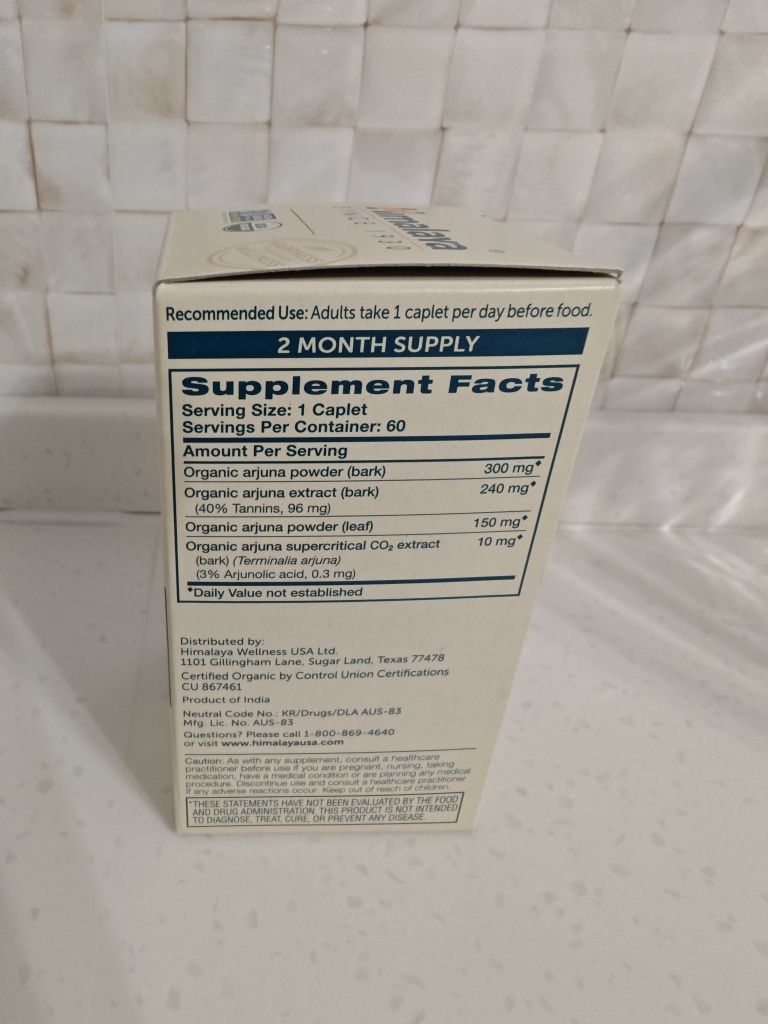 Himalaya
SINCE 1930
Recommended Use: Adults take 1 caplet per day before food.
2 MONTH SUPPLY
Supplement Facts
Serving Size: 1 Caplet
Servings Per Container: 60
Amount Per Serving
Organic arjuna powder (bark) 300 mg♦
Organic arjuna extract (bark) 240 mg♦
(40% Tannins, 96 mg)
Organic arjuna powder (leaf) 150 mg♦
Organic arjuna supercritical CO₂ extract 10 mg♦
(bark) (Terminalia arjuna)
(3% Arjunolic acid, 0.3 mg)
♦Daily Value not established
Distributed by:
Himalaya Wellness USA Ltd.
1101 Gillingham Lane, Sugar Land, Texas 77478
Certified Organic by Control Union Certifications
CU 867461
Product of India
Neutral Code No.: KR/Drugs/DLA AUS-83
Mfg. Lic. No. AUS-83
Questions? Please call 1-800-869-4640
or visit www.himalayausa.com
Caution: As with any supplement, consult a healthcare
practitioner before use if you are pregnant, nursing, taking
medication, have a medical condition or are planning any medical
procedure. Discontinue use and consult a healthcare practitioner
if any adverse reactions occur. Keep out of reach of children.
*THESE STATEMENTS HAVE NOT BEEN EVALUATED BY THE FOOD
AND DRUG ADMINISTRATION. THIS PRODUCT IS NOT INTENDED
TO DIAGNOSE, TREAT, CURE, OR PREVENT ANY DISEASE.